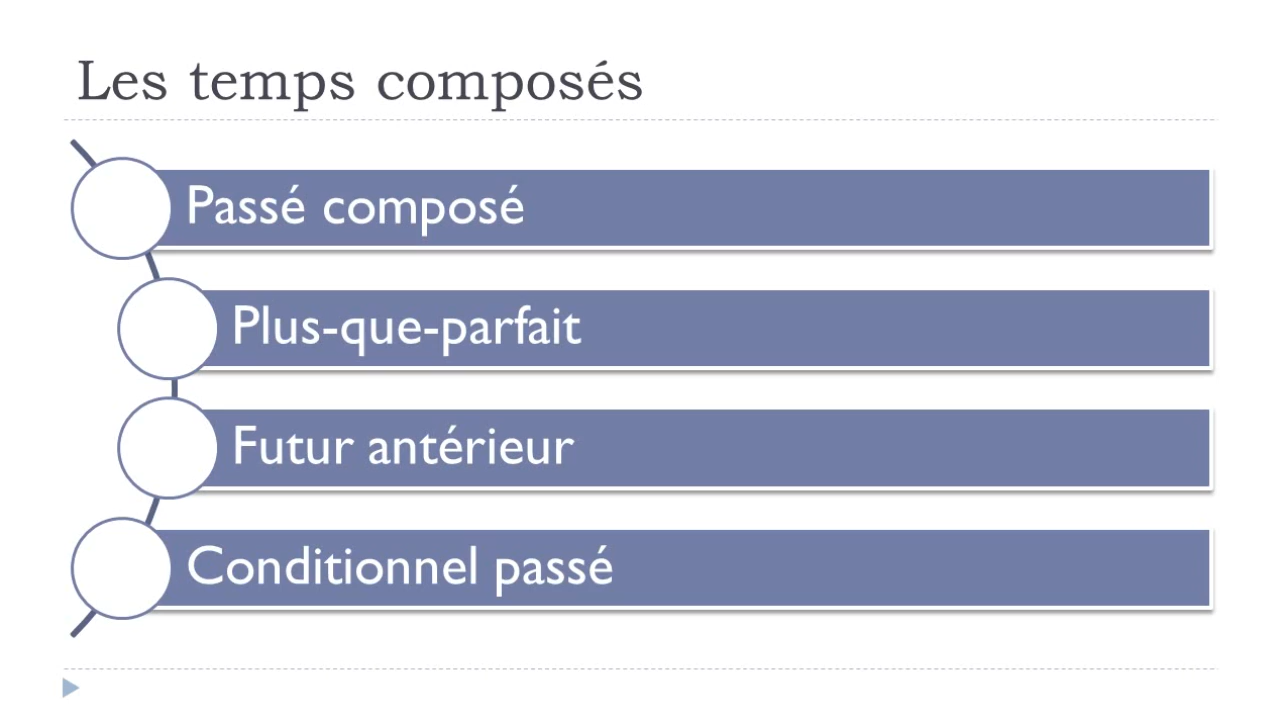 Les temps composés
Passé composé
Plus-que-parfait
Futur antérieur
Conditionnel passé